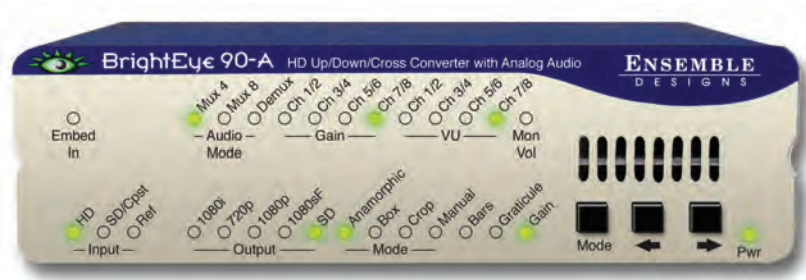 BrightEye 90-A HD Up/Down/Cross Converter with Analog Audio
ENSEMBLE
DESIGNS
Embed
In
Mux 4
Mux 8
Demux
Audio
Mode
Ch 1/2
Ch 3/4
Ch 5/6
Ch 7/8
Gain
Ch 1/2
Ch 3/4
Ch 5/6
Ch 7/8
VU
Mon
Vol
HD
SD/Cpst
Ref
Input
1080i
720p
1080p
1080sF
SD
Output
Anamorphic
Box
Crop
Manual
Bars
Graticule
Gain
Mode
Mode
Pwr